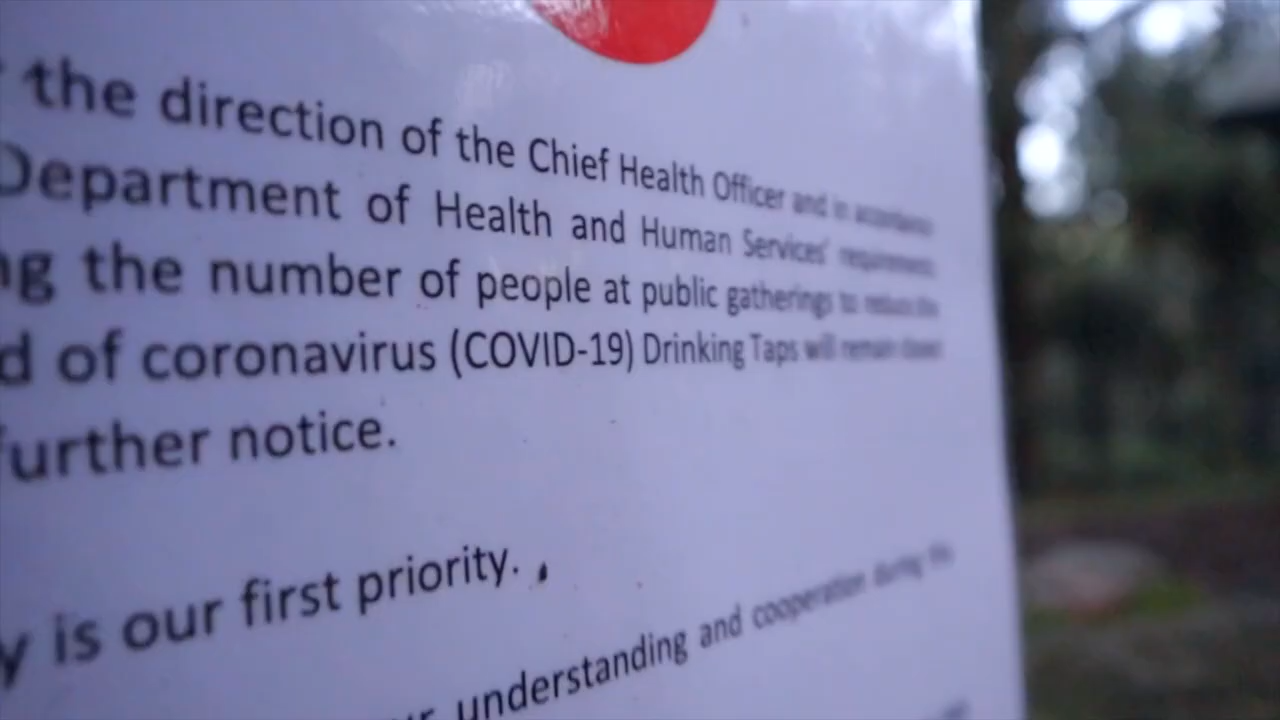 the direction of the Chief Health Officer and in accordance
Department of Health and Human Services' requirements
the number of people at public gatherings to reduce the
of coronavirus (COVID-19) Drinking Taps will remain closed
further notice.
is our first priority.
understanding and cooperation during this